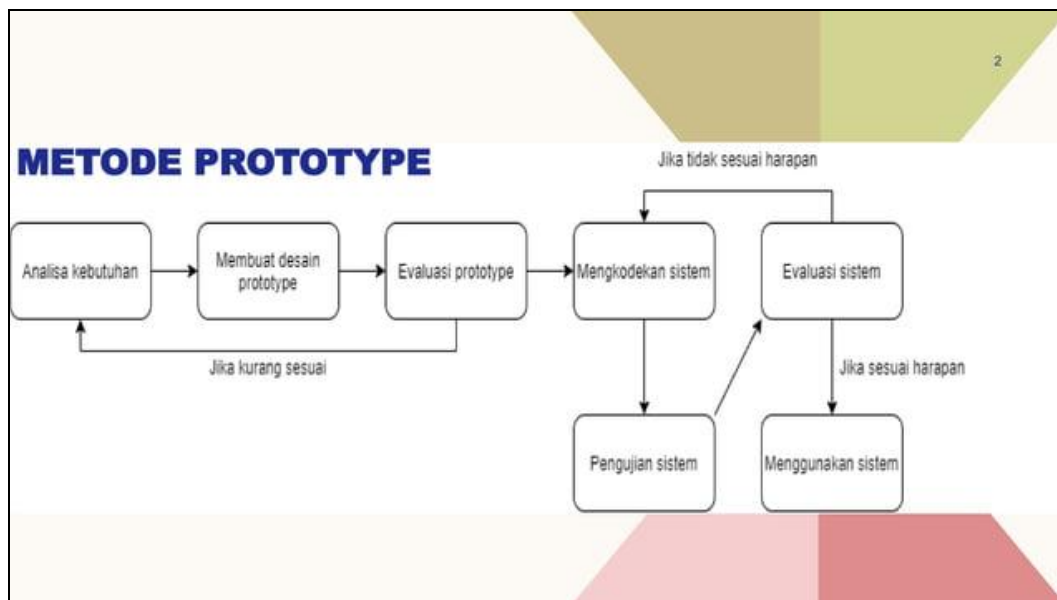 2
METODE PROTOTYPE
Jika tidak sesuai harapan
Analisa kebutuhan
Membuat desain
prototype
Evaluasi prototype
Mengkodekan sistem
Evaluasi sistem
Jika kurang sesuai
Jika sesuai harapan
Pengujian sistem
Menggunakan sistem